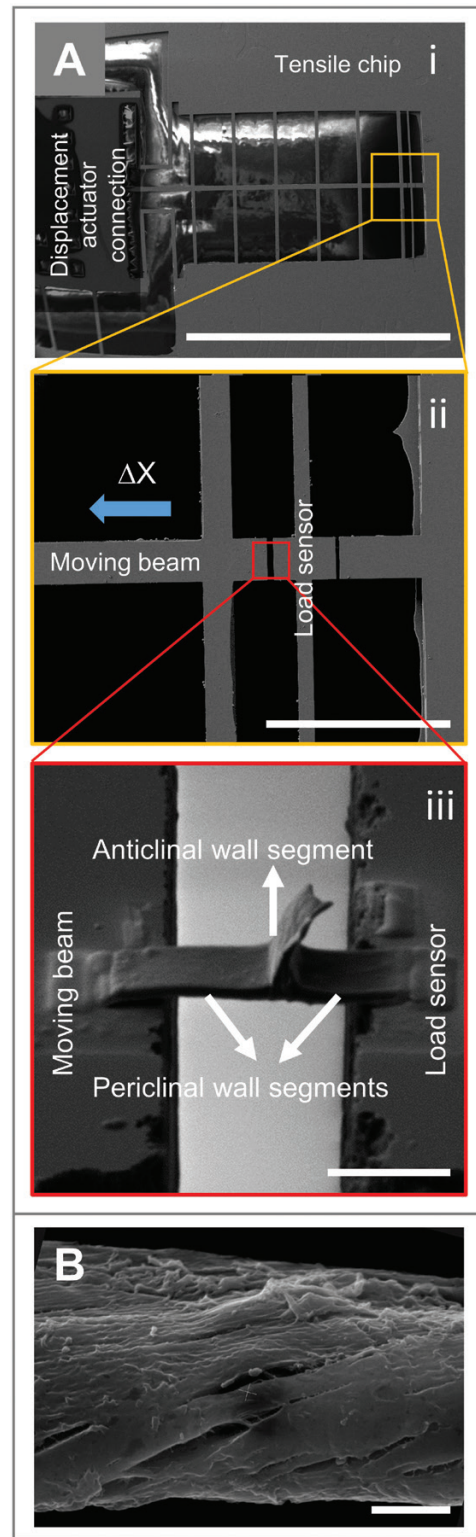 A
Tensile chip
i
Displacement
actuator
connection
ii
ΔX
Moving beam
Load sensor
iii
Anticlinal wall segment
Moving beam
Load sensor
Periclinal wall segments
B